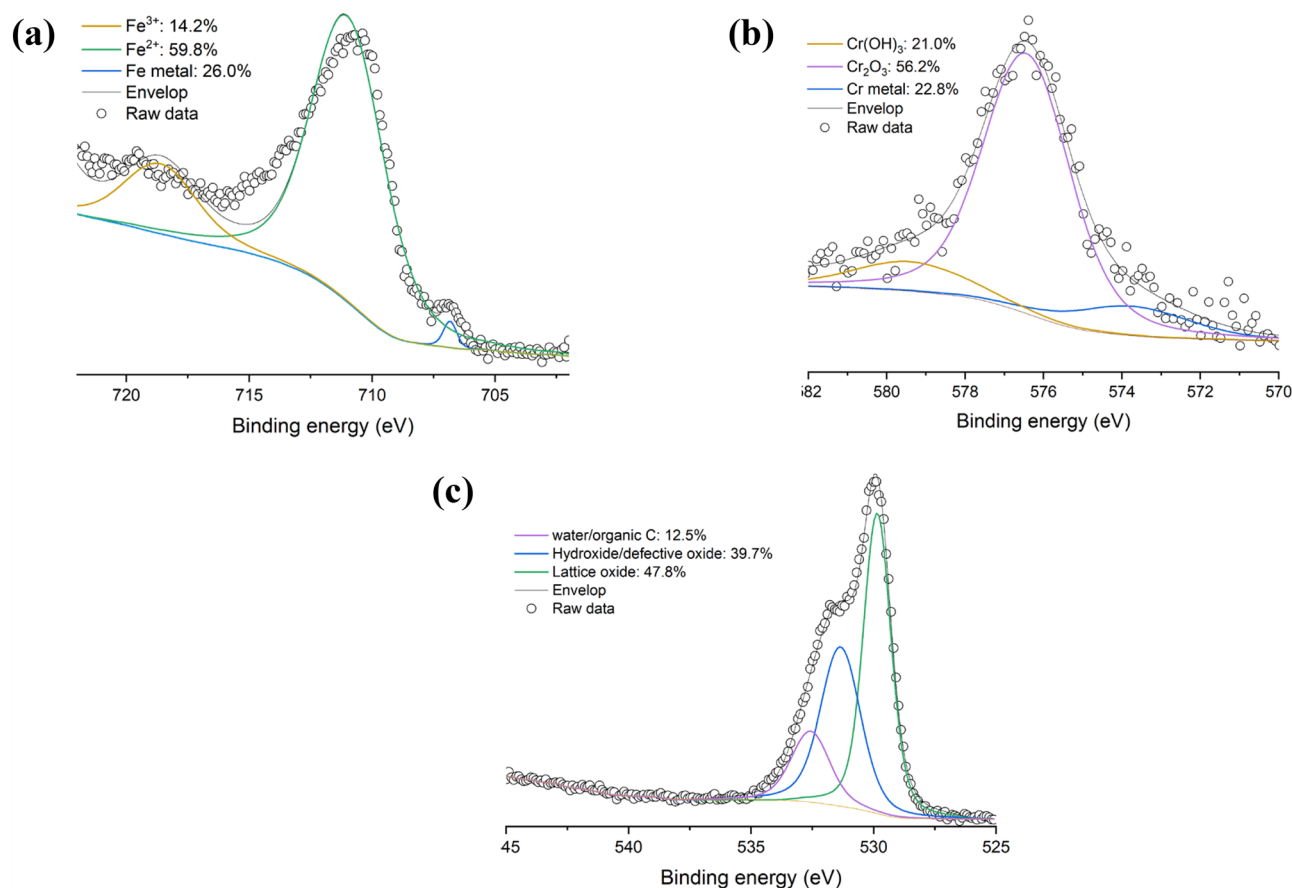 (a)
Fe³⁺: 14.2%
Fe²⁺: 59.8%
Fe metal: 26.0%
Envelop
Raw data
720
715
710
705
Binding energy (eV)
(b)
Cr(OH)₃: 21.0%
Cr₂O₃: 56.2%
Cr metal: 22.8%
Envelop
Raw data
582
580
578
576
574
572
570
Binding energy (eV)
(c)
water/organic C: 12.5%
Hydroxide/defective oxide: 39.7%
Lattice oxide: 47.8%
Envelop
Raw data
45
540
535
530
525
Binding energy (eV)